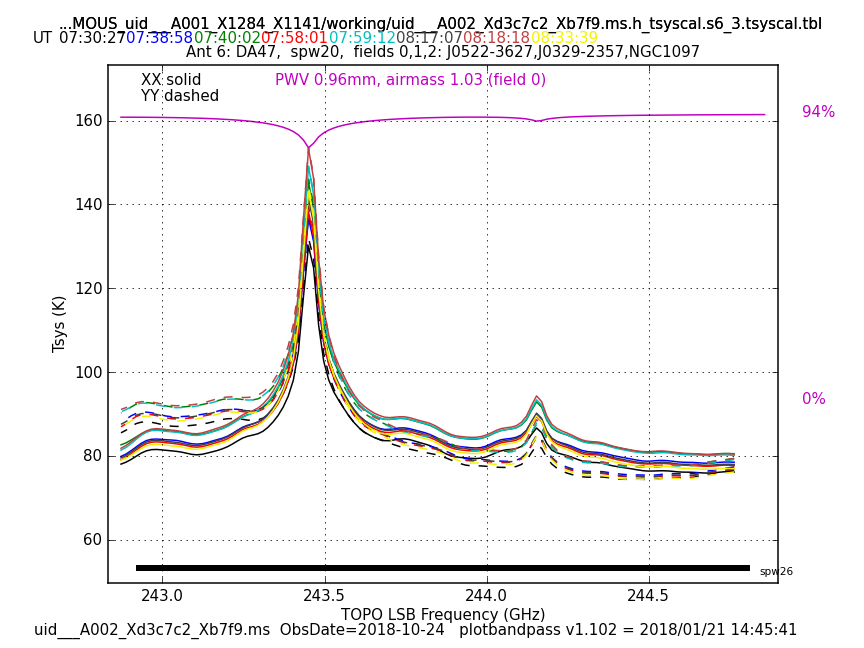 ...MOUS_uid___A001_X1284_X1141/working/uid___A002_Xd3c7c2_Xb7f9.ms.h_tsyscal.s6_3.tsyscal.tbl
UT 07:30:27 07:38:58 07:40:02 07:58:01 07:59:12 08:17:07 08:18:18 08:33:39
Ant 6: DA47, spw20, fields 0,1,2: J0522-3627,J0329-2357,NGC1097
XX solid PWV 0.96mm, airmass 1.03 (field 0)
YY dashed
94%
0%
160
140
120
100
80
60
Tsys (K)
spw26
243.0 243.5 244.0 244.5
TOPO LSB Frequency (GHz)
uid___A002_Xd3c7c2_Xb7f9.ms ObsDate=2018-10-24 plotbandpass v1.102 = 2018/01/21 14:45:41